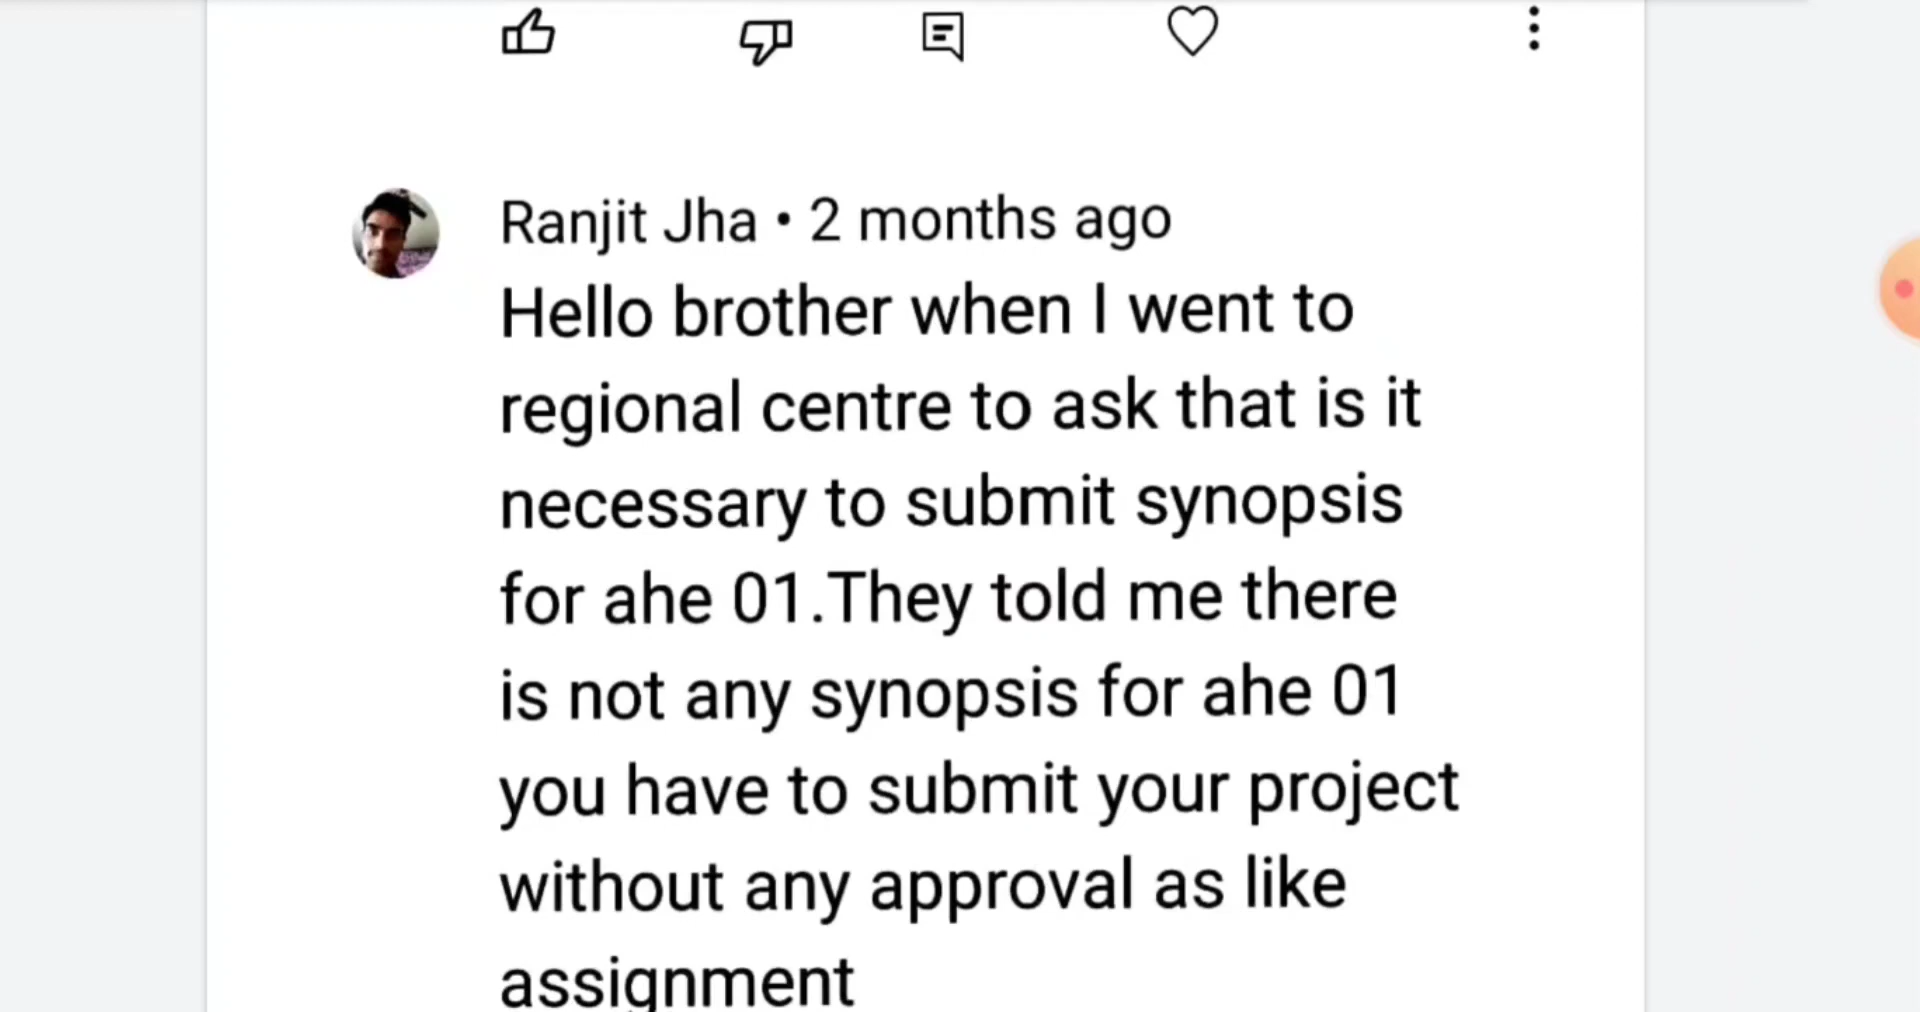 Ranjit Jha • 2 months ago
Hello brother when I went to
regional centre to ask that is it
necessary to submit synopsis
for ahe 01.They told me there
is not any synopsis for ahe 01
you have to submit your project
without any approval as like
assignment